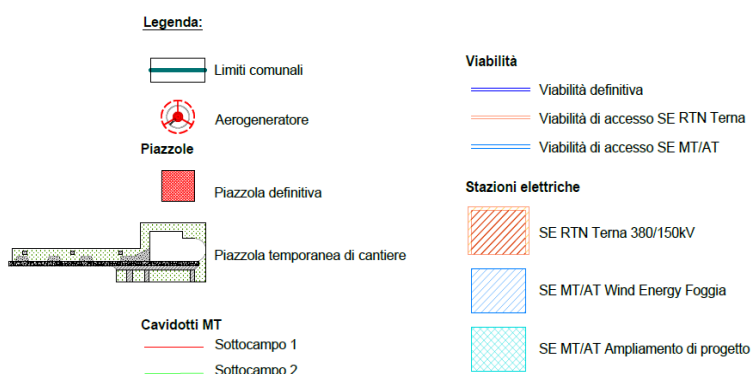 Legenda:
Limiti comunali
Aerogeneratore
Piazzole
Piazzola definitiva
Piazzola temporanea di cantiere
Cavidotti MT
Sottocampo 1
Sottocampo 2
Viabilità
Viabilità definitiva
Viabilità di accesso SE RTN Terna
Viabilità di accesso SE MT/AT
Stazioni elettriche
SE RTN Terna 380/150kV
SE MT/AT Wind Energy Foggia
SE MT/AT Ampliamento di progetto